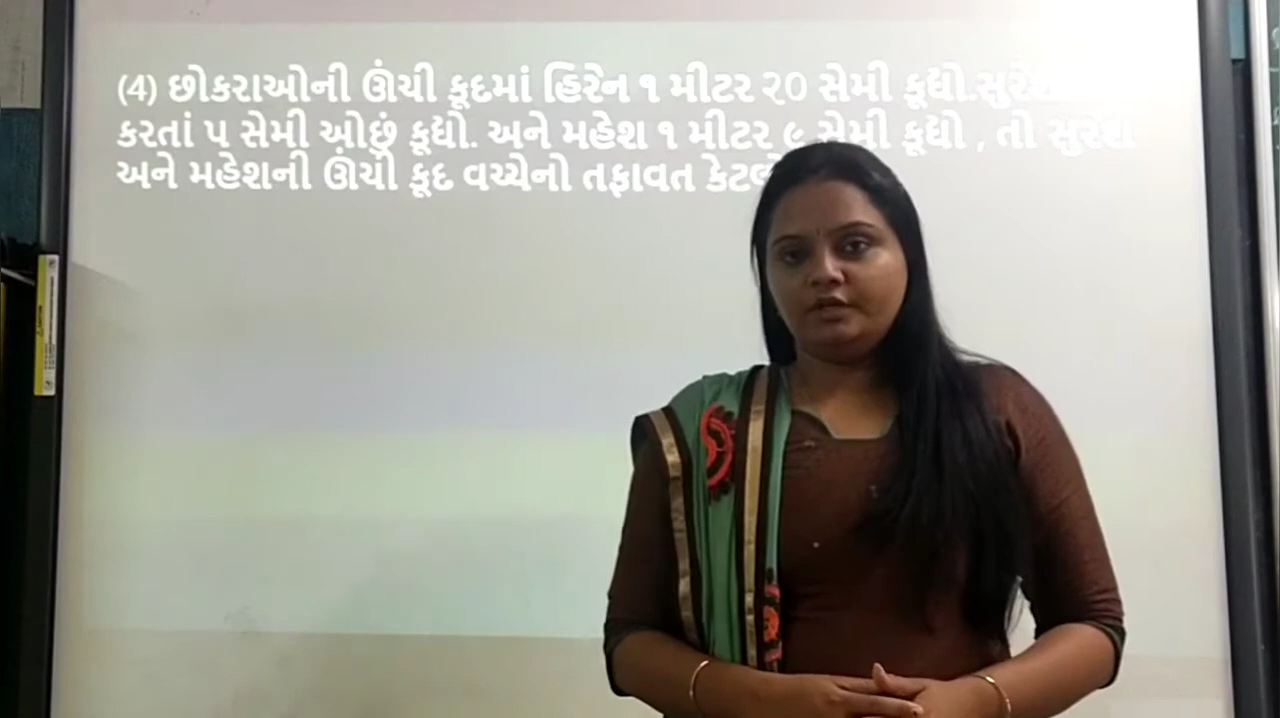 (4) છોકરાઓની ઊંચી કૂદમાં હિરેન ૧ મીટર ૨0 સેમી કૂદ્યો.
કરતાં ૫ સેમી ઓછું કૂદ્યો. અને મહેશ ૧ મીટર ૯ સેમી કૂદ્યો , તો સુરેશ
અને મહેશની ઊંચી કૂદ વચ્ચેનો તફાવત